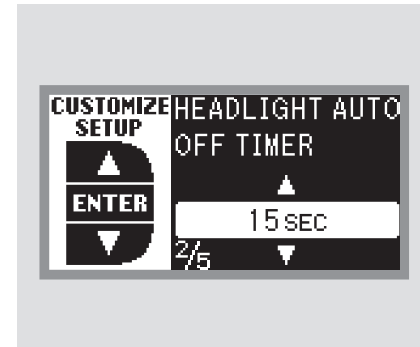 CUSTOMIZE
SETUP
ENTER
HEADLIGHT AUTO
OFF TIMER
15 SEC
2/5